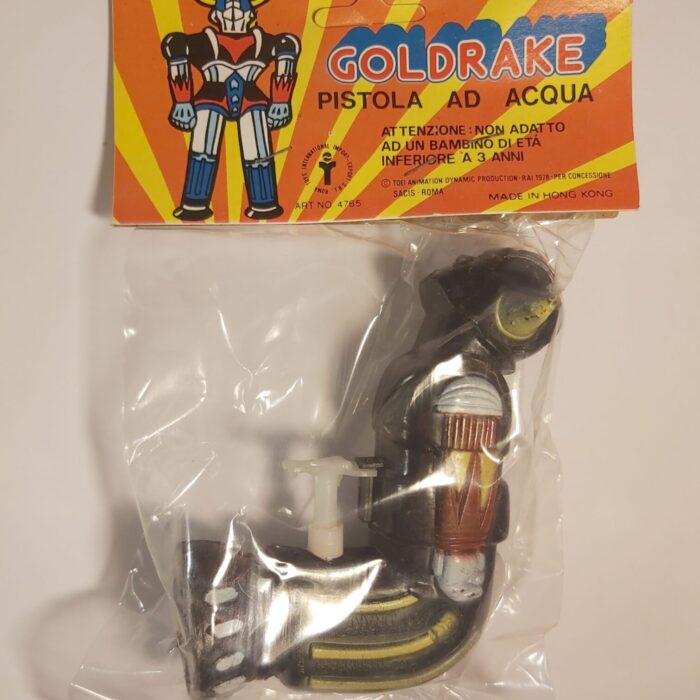 GOLDRAKE
PISTOLA AD ACQUA
ATTENZIONE: NON ADATTO
AD UN BAMBINO DI ETÁ
INFERIORE A 3 ANNI
© TOEI ANIMATION DYNAMIC PRODUCTION - RAI 1978 - PER CONCESSIONE
SACIS - ROMA
MADE IN HONG KONG
ART. NO. 4765